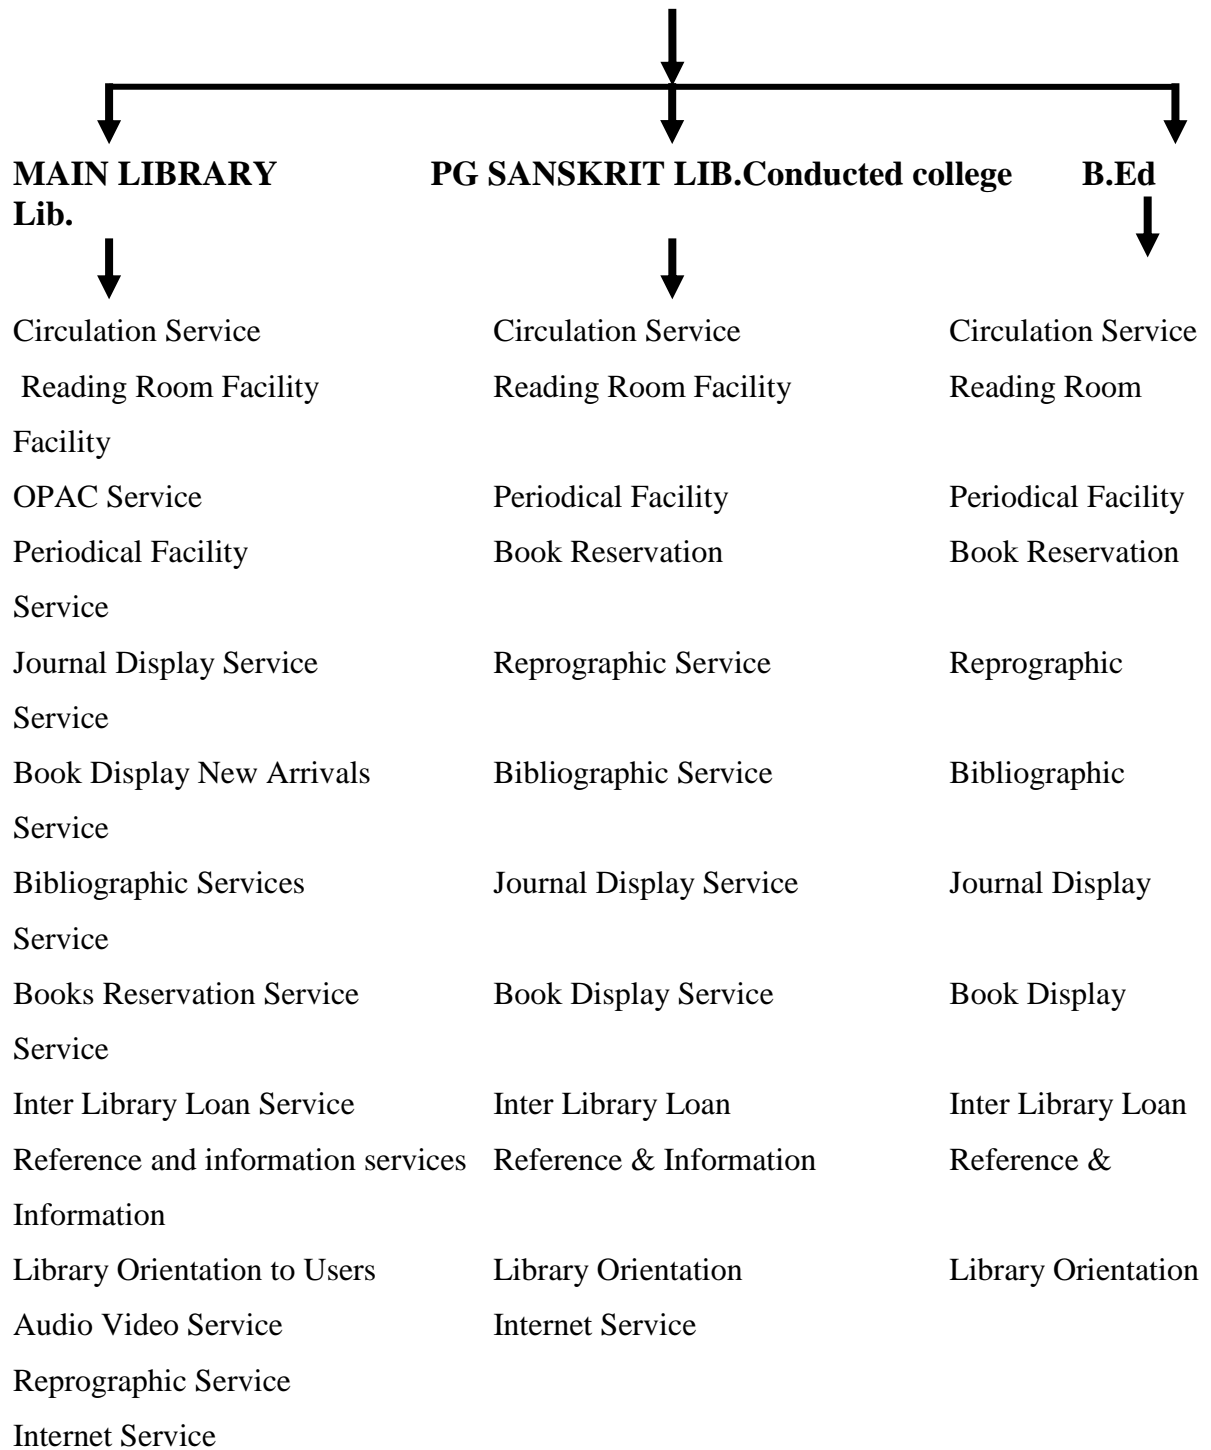 MAIN LIBRARY PG SANSKRIT LIB.Conducted college B.Ed
Lib.
Circulation Service Circulation Service Circulation Service
Reading Room Facility Reading Room Facility Reading Room
Facility
OPAC Service Periodical Facility Periodical Facility
Periodical Facility Book Reservation Book Reservation
Service
Journal Display Service Reprographic Service Reprographic
Service
Book Display New Arrivals Bibliographic Service Bibliographic
Service
Bibliographic Services Journal Display Service Journal Display
Service
Books Reservation Service Book Display Service Book Display
Service
Inter Library Loan Service Inter Library Loan Inter Library Loan
Reference and information services Reference & Information Reference &
Information
Library Orientation to Users Library Orientation Library Orientation
Audio Video Service Internet Service
Reprographic Service
Internet Service